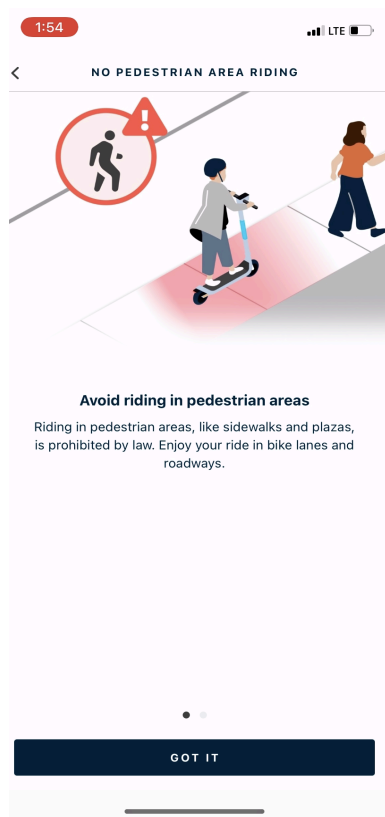 1:54
LTE
NO PEDESTRIAN AREA RIDING
Avoid riding in pedestrian areas
Riding in pedestrian areas, like sidewalks and plazas,
is prohibited by law. Enjoy your ride in bike lanes and
roadways.
GOT IT